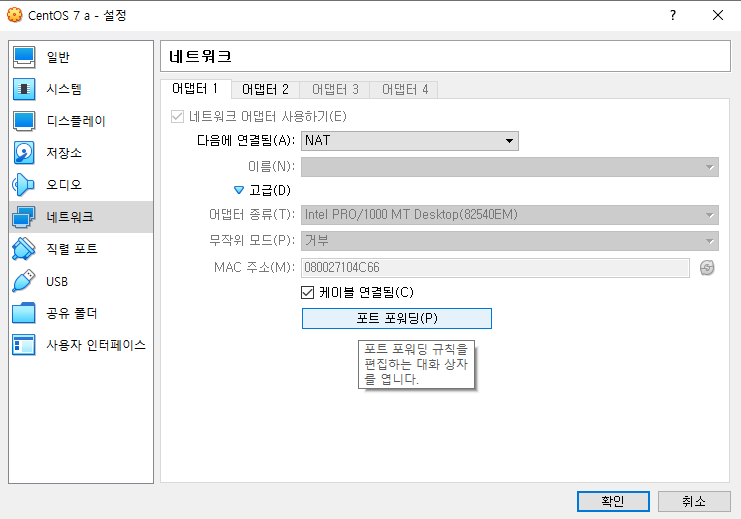 CentOS 7 a - 설정
?
일반
시스템
디스플레이
저장소
오디오
네트워크
직렬 포트
USB
공유 폴더
사용자 인터페이스
네트워크
어댑터 1 어댑터 2 어댑터 3 어댑터 4
네트워크 어댑터 사용하기(E)
다음에 연결됨(A): NAT
이름(N):
고급(D)
어댑터 종류(T): Intel PRO/1000 MT Desktop(82540EM)
무작위 모드(P): 거부
MAC 주소(M): 080027104C66
케이블 연결됨(C)
포트 포워딩(P)
포트 포워딩 규칙을
편집하는 대화 상자
를 엽니다.
확인 취소